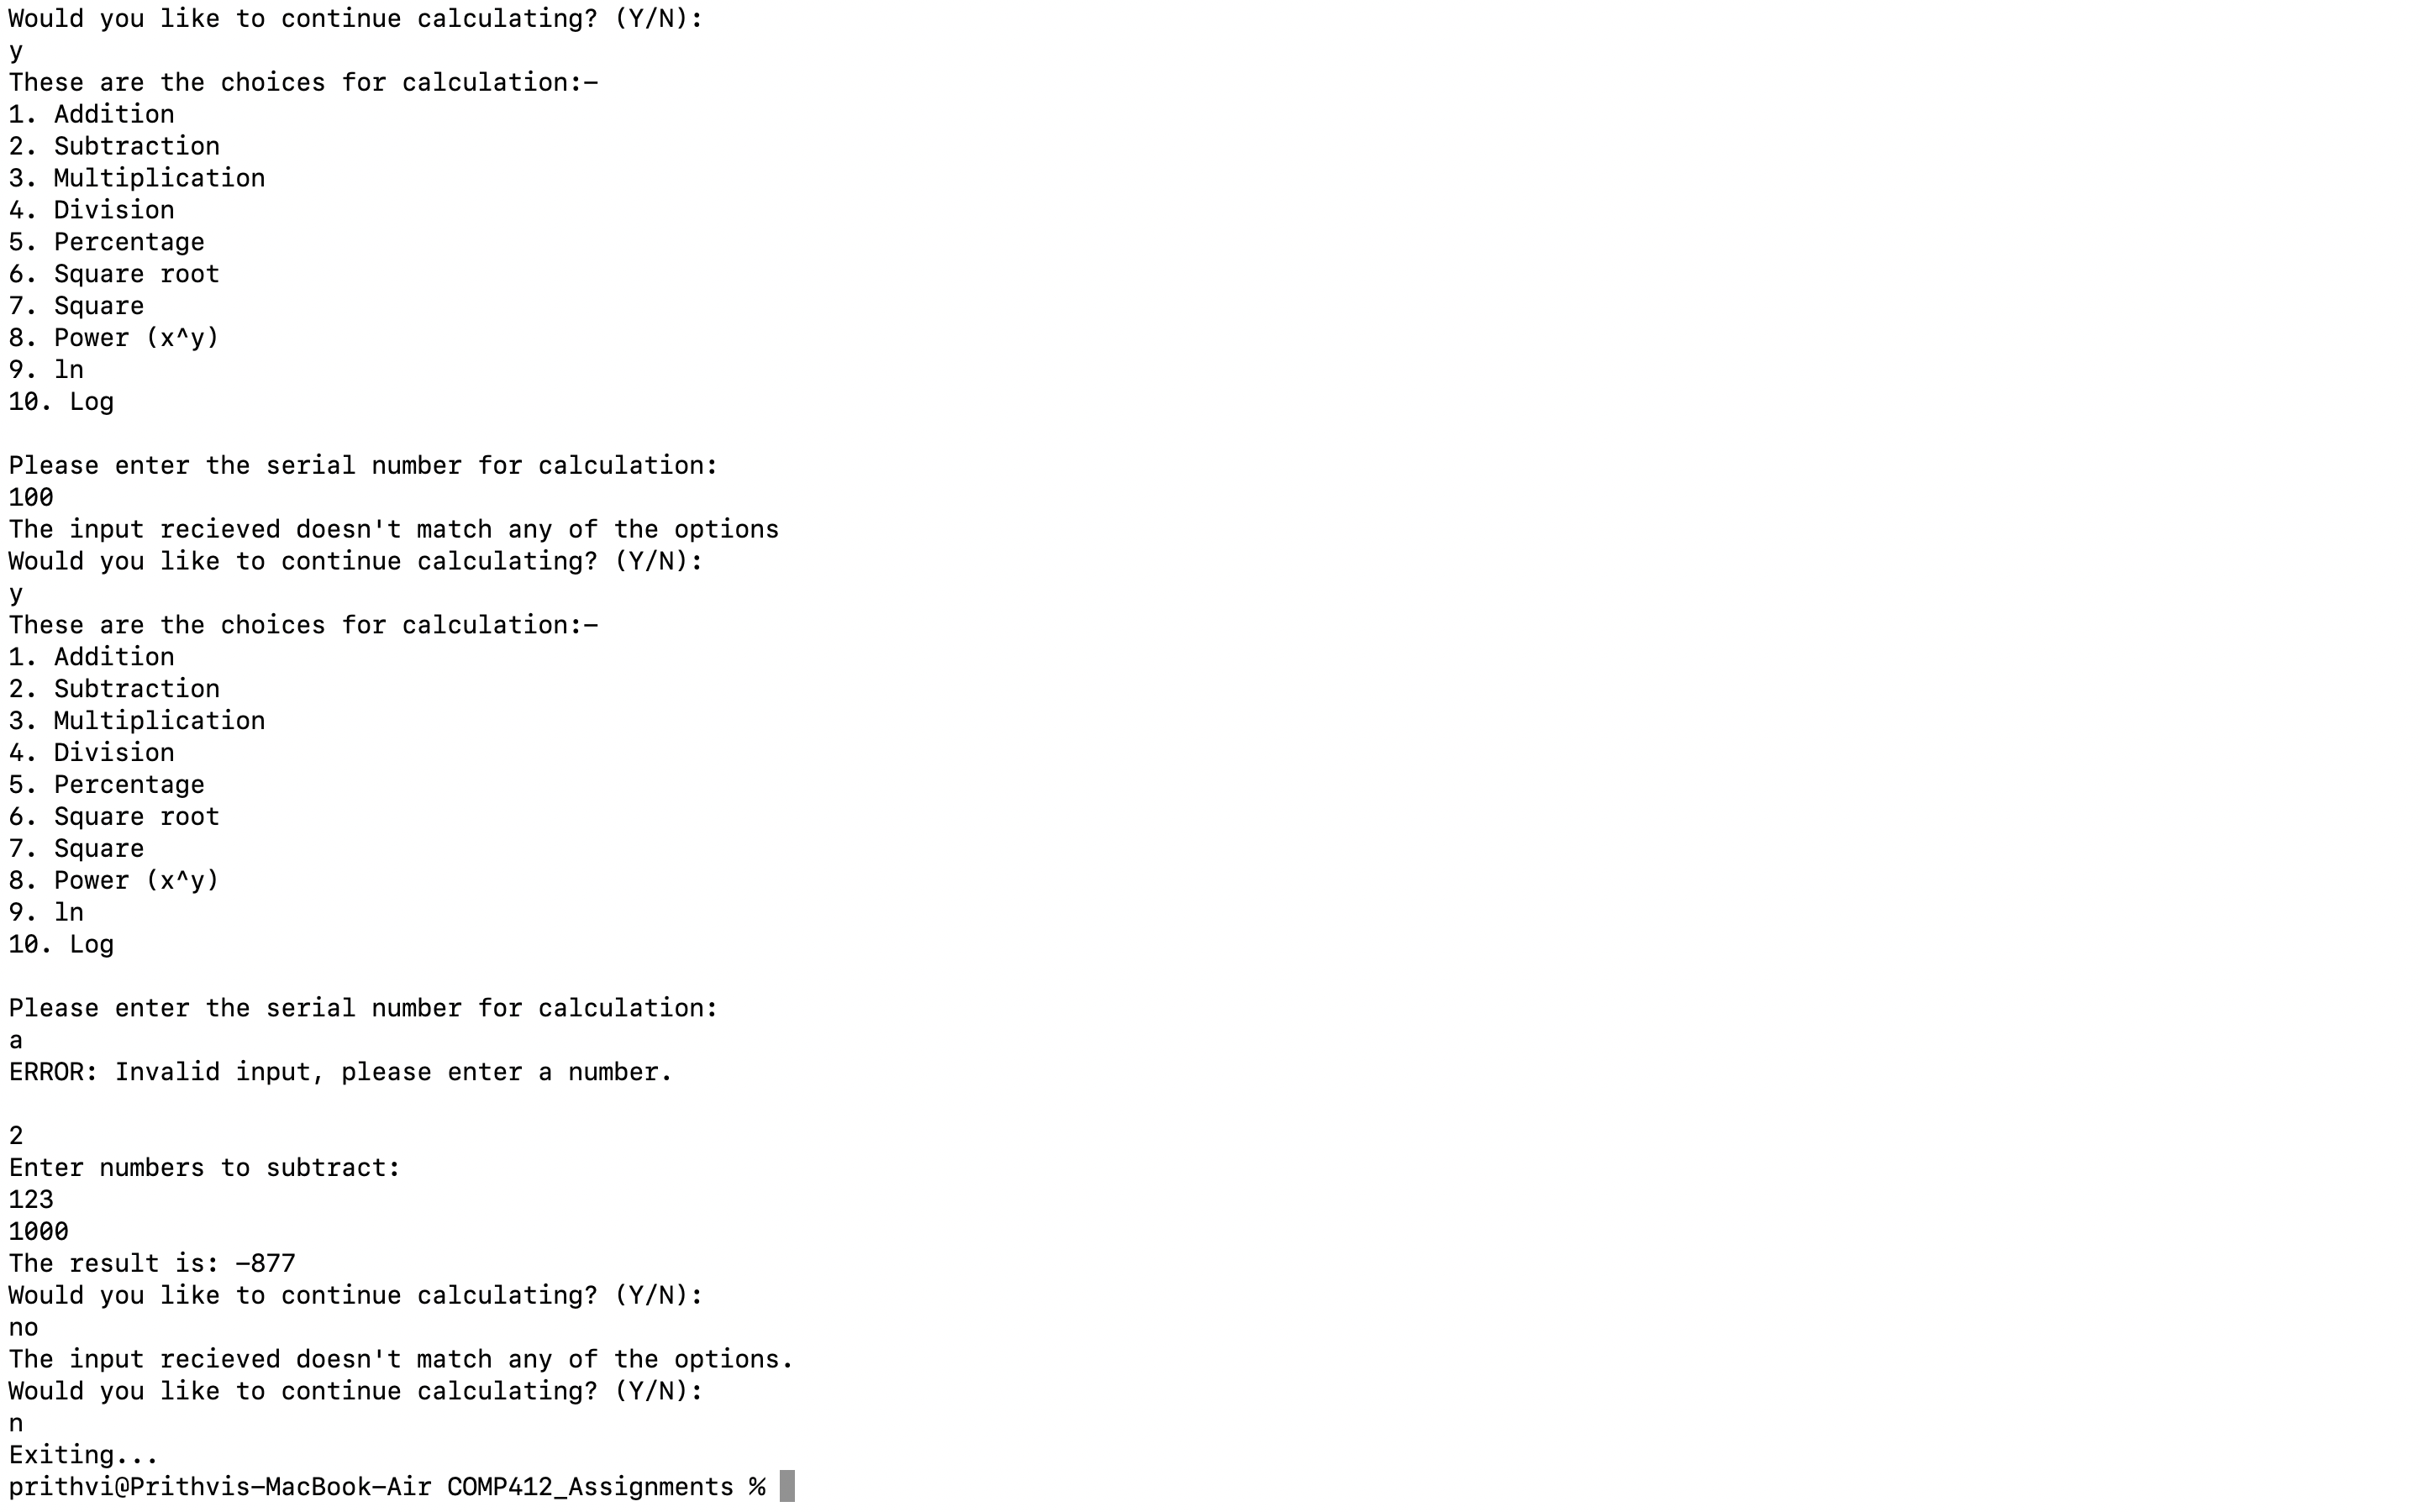 Would you like to continue calculating? (Y/N):
y
These are the choices for calculation:-
1. Addition
2. Subtraction
3. Multiplication
4. Division
5. Percentage
6. Square root
7. Square
8. Power (x^y)
9. ln
10. Log

Please enter the serial number for calculation:
100
The input recieved doesn't match any of the options
Would you like to continue calculating? (Y/N):
y
These are the choices for calculation:-
1. Addition
2. Subtraction
3. Multiplication
4. Division
5. Percentage
6. Square root
7. Square
8. Power (x^y)
9. ln
10. Log

Please enter the serial number for calculation:
a
ERROR: Invalid input, please enter a number.

2
Enter numbers to subtract:
123
1000
The result is: -877
Would you like to continue calculating? (Y/N):
no
The input recieved doesn't match any of the options.
Would you like to continue calculating? (Y/N):
n
Exiting...
prithvi@Prithvis-MacBook-Air COMP412_Assignments %